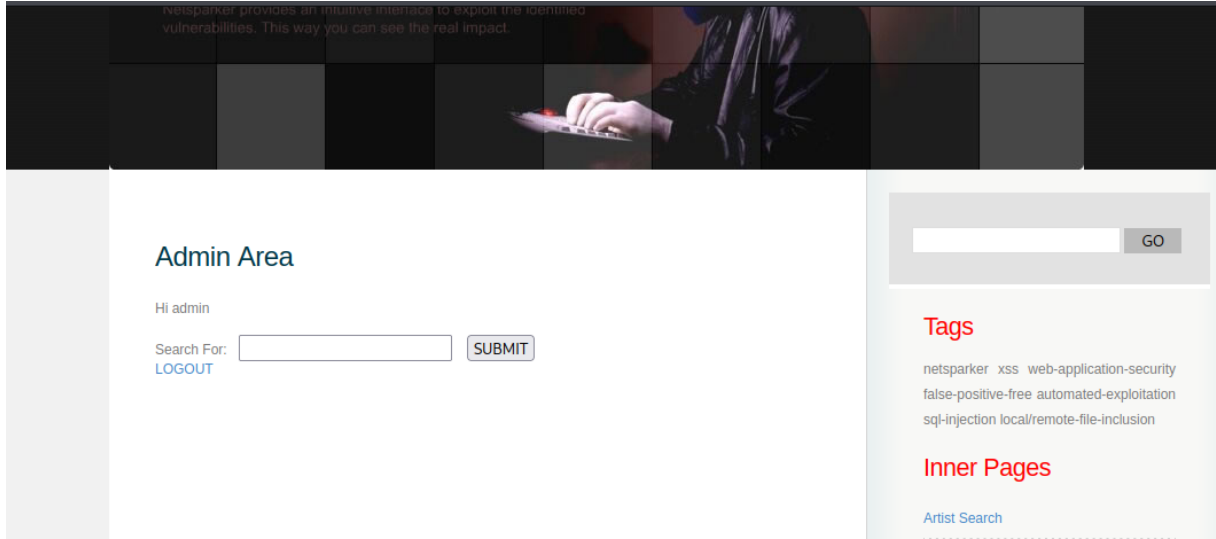 Netsparker provides an intuitive interface to exploit the identified
vulnerabilities. This way you can see the real impact.
Admin Area
Hi admin
Search For:
SUBMIT
LOGOUT
GO
Tags
netsparker xss web-application-security
false-positive-free automated-exploitation
sql-injection local/remote-file-inclusion
Inner Pages
Artist Search